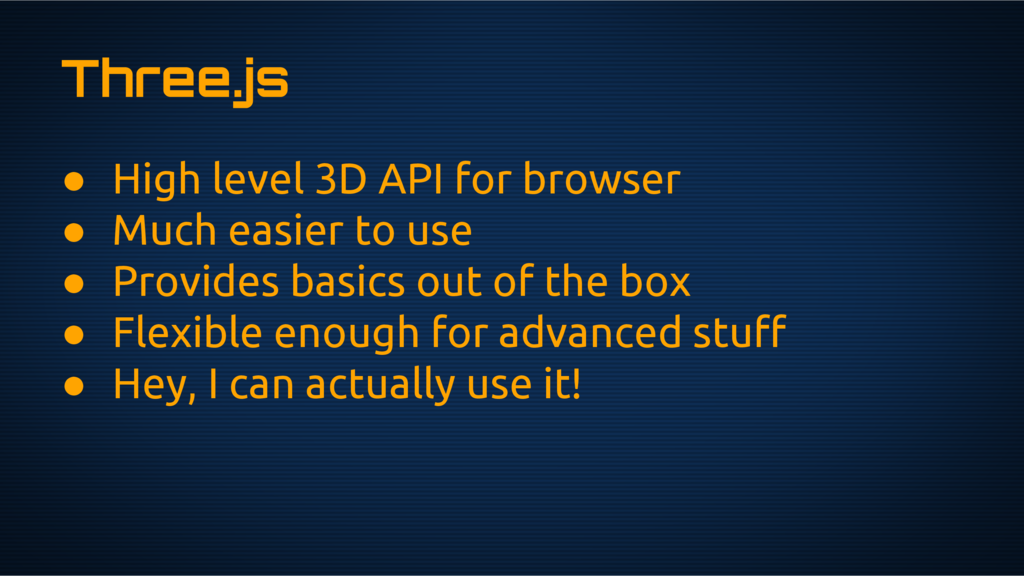 Three.js
● High level 3D API for browser
● Much easier to use
● Provides basics out of the box
● Flexible enough for advanced stuff
● Hey, I can actually use it!